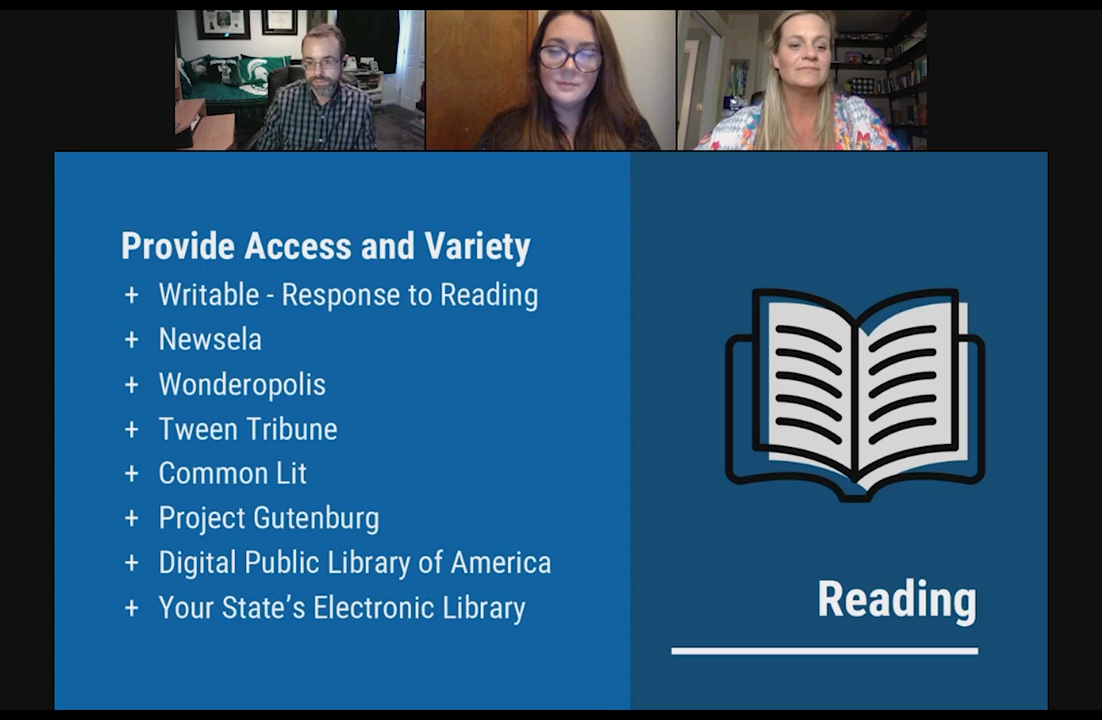 Provide Access and Variety
+ Writable - Response to Reading
+ Newsela
+ Wonderopolis
+ Tween Tribune
+ Common Lit
+ Project Gutenburg
+ Digital Public Library of America
+ Your State's Electronic Library
Reading